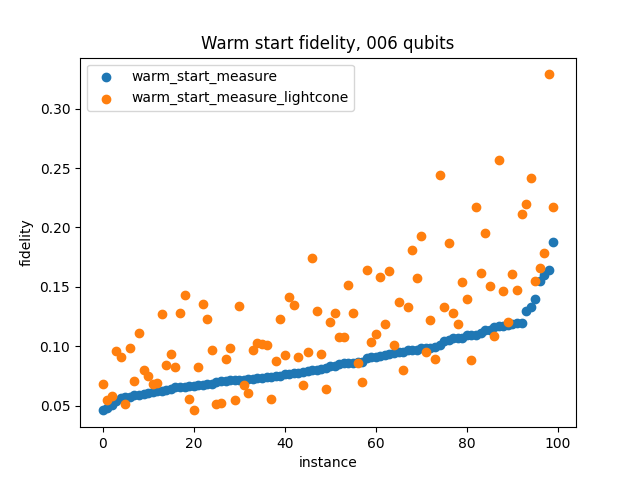 Warm start fidelity, 006 qubits
warm_start_measure
warm_start_measure_lightcone
fidelity
0.30
0.25
0.20
0.15
0.10
0.05
0 20 40 60 80 100
instance